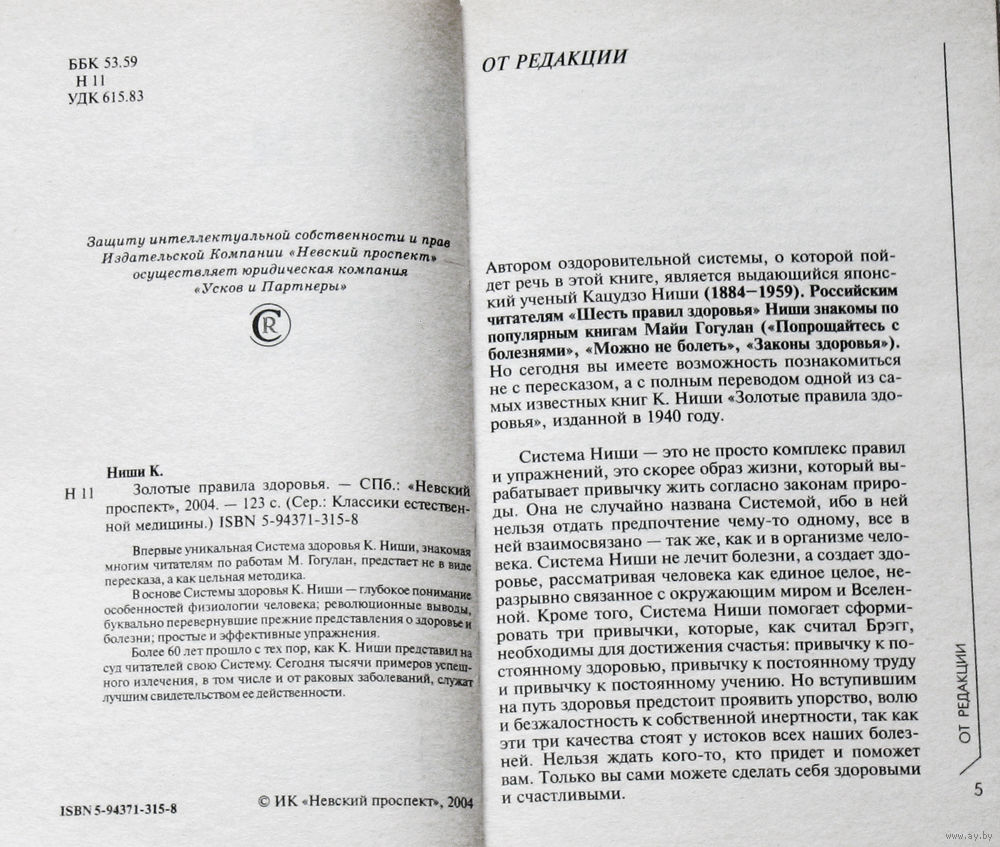 ББК 53.59
Н 11
УДК 615.83
Защиту интеллектуальной собственности и прав
Издательской Компании «Невский проспект»
осуществляет юридическая компания
«Усков и Партнеры»
CR
Ниши К.
Н 11 Золотые правила здоровья. — СПб.: «Невский
проспект», 2004. — 123 с. (Сер.: Классики естествен-
ной медицины.) ISBN 5-94371-315-8
Впервые уникальная Система здоровья К. Ниши, знакомая
многим читателям по работам М. Гогулан, предстает не в виде
пересказа, а как цельная методика.
В основе Системы здоровья К. Ниши — глубокое понимание
особенностей физиологии человека; революционные выводы,
буквально перевернувшие прежние представления о здоровье и
болезни; простые и эффективные упражнения.
Более 60 лет прошло с тех пор, как К. Ниши представил на
суд читателей свою Систему. Сегодня тысячи примеров успеш-
ного излечения, в том числе и от раковых заболеваний, служат
лучшим свидетельством ее действенности.
ISBN 5-94371-315-8
© ИК «Невский проспект», 2004
ОТ РЕДАКЦИИ
Автором оздоровительной системы, о которой пой-
дет речь в этой книге, является выдающийся японс-
кий ученый Кацудзо Ниши (1884—1959). Российским
читателям «Шесть правил здоровья» Ниши знакомы по
популярным книгам Майи Гогулан («Попрощайтесь с
болезнями», «Можно не болеть», «Законы здоровья»).
Но сегодня вы имеете возможность познакомиться
не с пересказом, а с полным переводом одной из са-
мых известных книг К. Ниши «Золотые правила здо-
ровья», изданной в 1940 году.
Система Ниши — это не просто комплекс правил
и упражнений, это скорее образ жизни, который вы-
рабатывает привычку жить согласно законам приро-
ды. Она не случайно названа Системой, ибо в ней
нельзя отдать предпочтение чему-то одному, все в
ней взаимосвязано — так же, как и в организме чело-
века. Система Ниши не лечит болезни, а создает здо-
ровье, рассматривая человека как единое целое, не-
разрывно связанное с окружающим миром и Вселен-
ной. Кроме того, Система Ниши помогает сформи-
ровать три привычки, которые, как считал Брэгг,
необходимы для достижения счастья: привычку к по-
стоянному здоровью, привычку к постоянному труду
и привычку к постоянному учению. Но вступившим
на путь здоровья предстоит проявить упорство, волю
и безжалостность к собственной инертности, так как
эти три качества стоят у истоков всех наших болез-
ней. Нельзя ждать кого-то, кто придет и поможет
вам. Только вы сами можете сделать себя здоровыми
и счастливыми.
ОТ РЕДАКЦИИ
5
www.ay.by